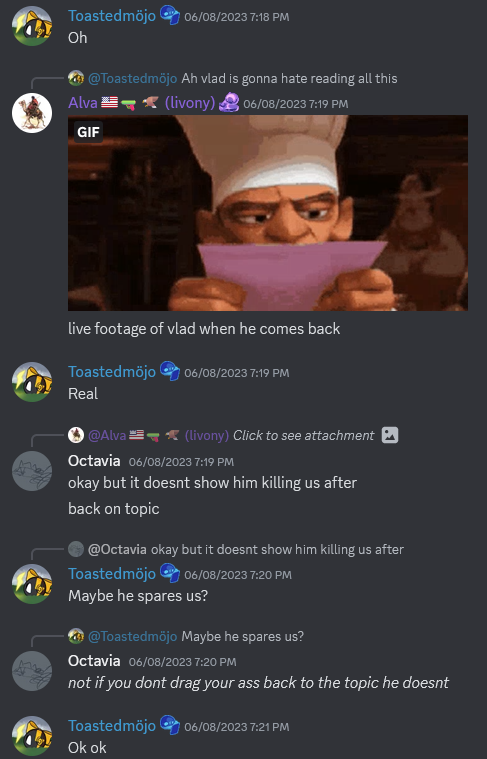 Toastedmöjo 06/08/2023 7:18 PM
Oh
@Toastedmöjo Ah vlad is gonna hate reading all this
Alva (livony) 06/08/2023 7:19 PM
GIF
live footage of vlad when he comes back
Toastedmöjo 06/08/2023 7:19 PM
Real
@Alva (livony) Click to see attachment
Octavia 06/08/2023 7:19 PM
okay but it doesnt show him killing us after
back on topic
@Octavia okay but it doesnt show him killing us after
Toastedmöjo 06/08/2023 7:20 PM
Maybe he spares us?
@Toastedmöjo Maybe he spares us?
Octavia 06/08/2023 7:20 PM
not if you dont drag your ass back to the topic he doesnt
Toastedmöjo 06/08/2023 7:21 PM
Ok ok